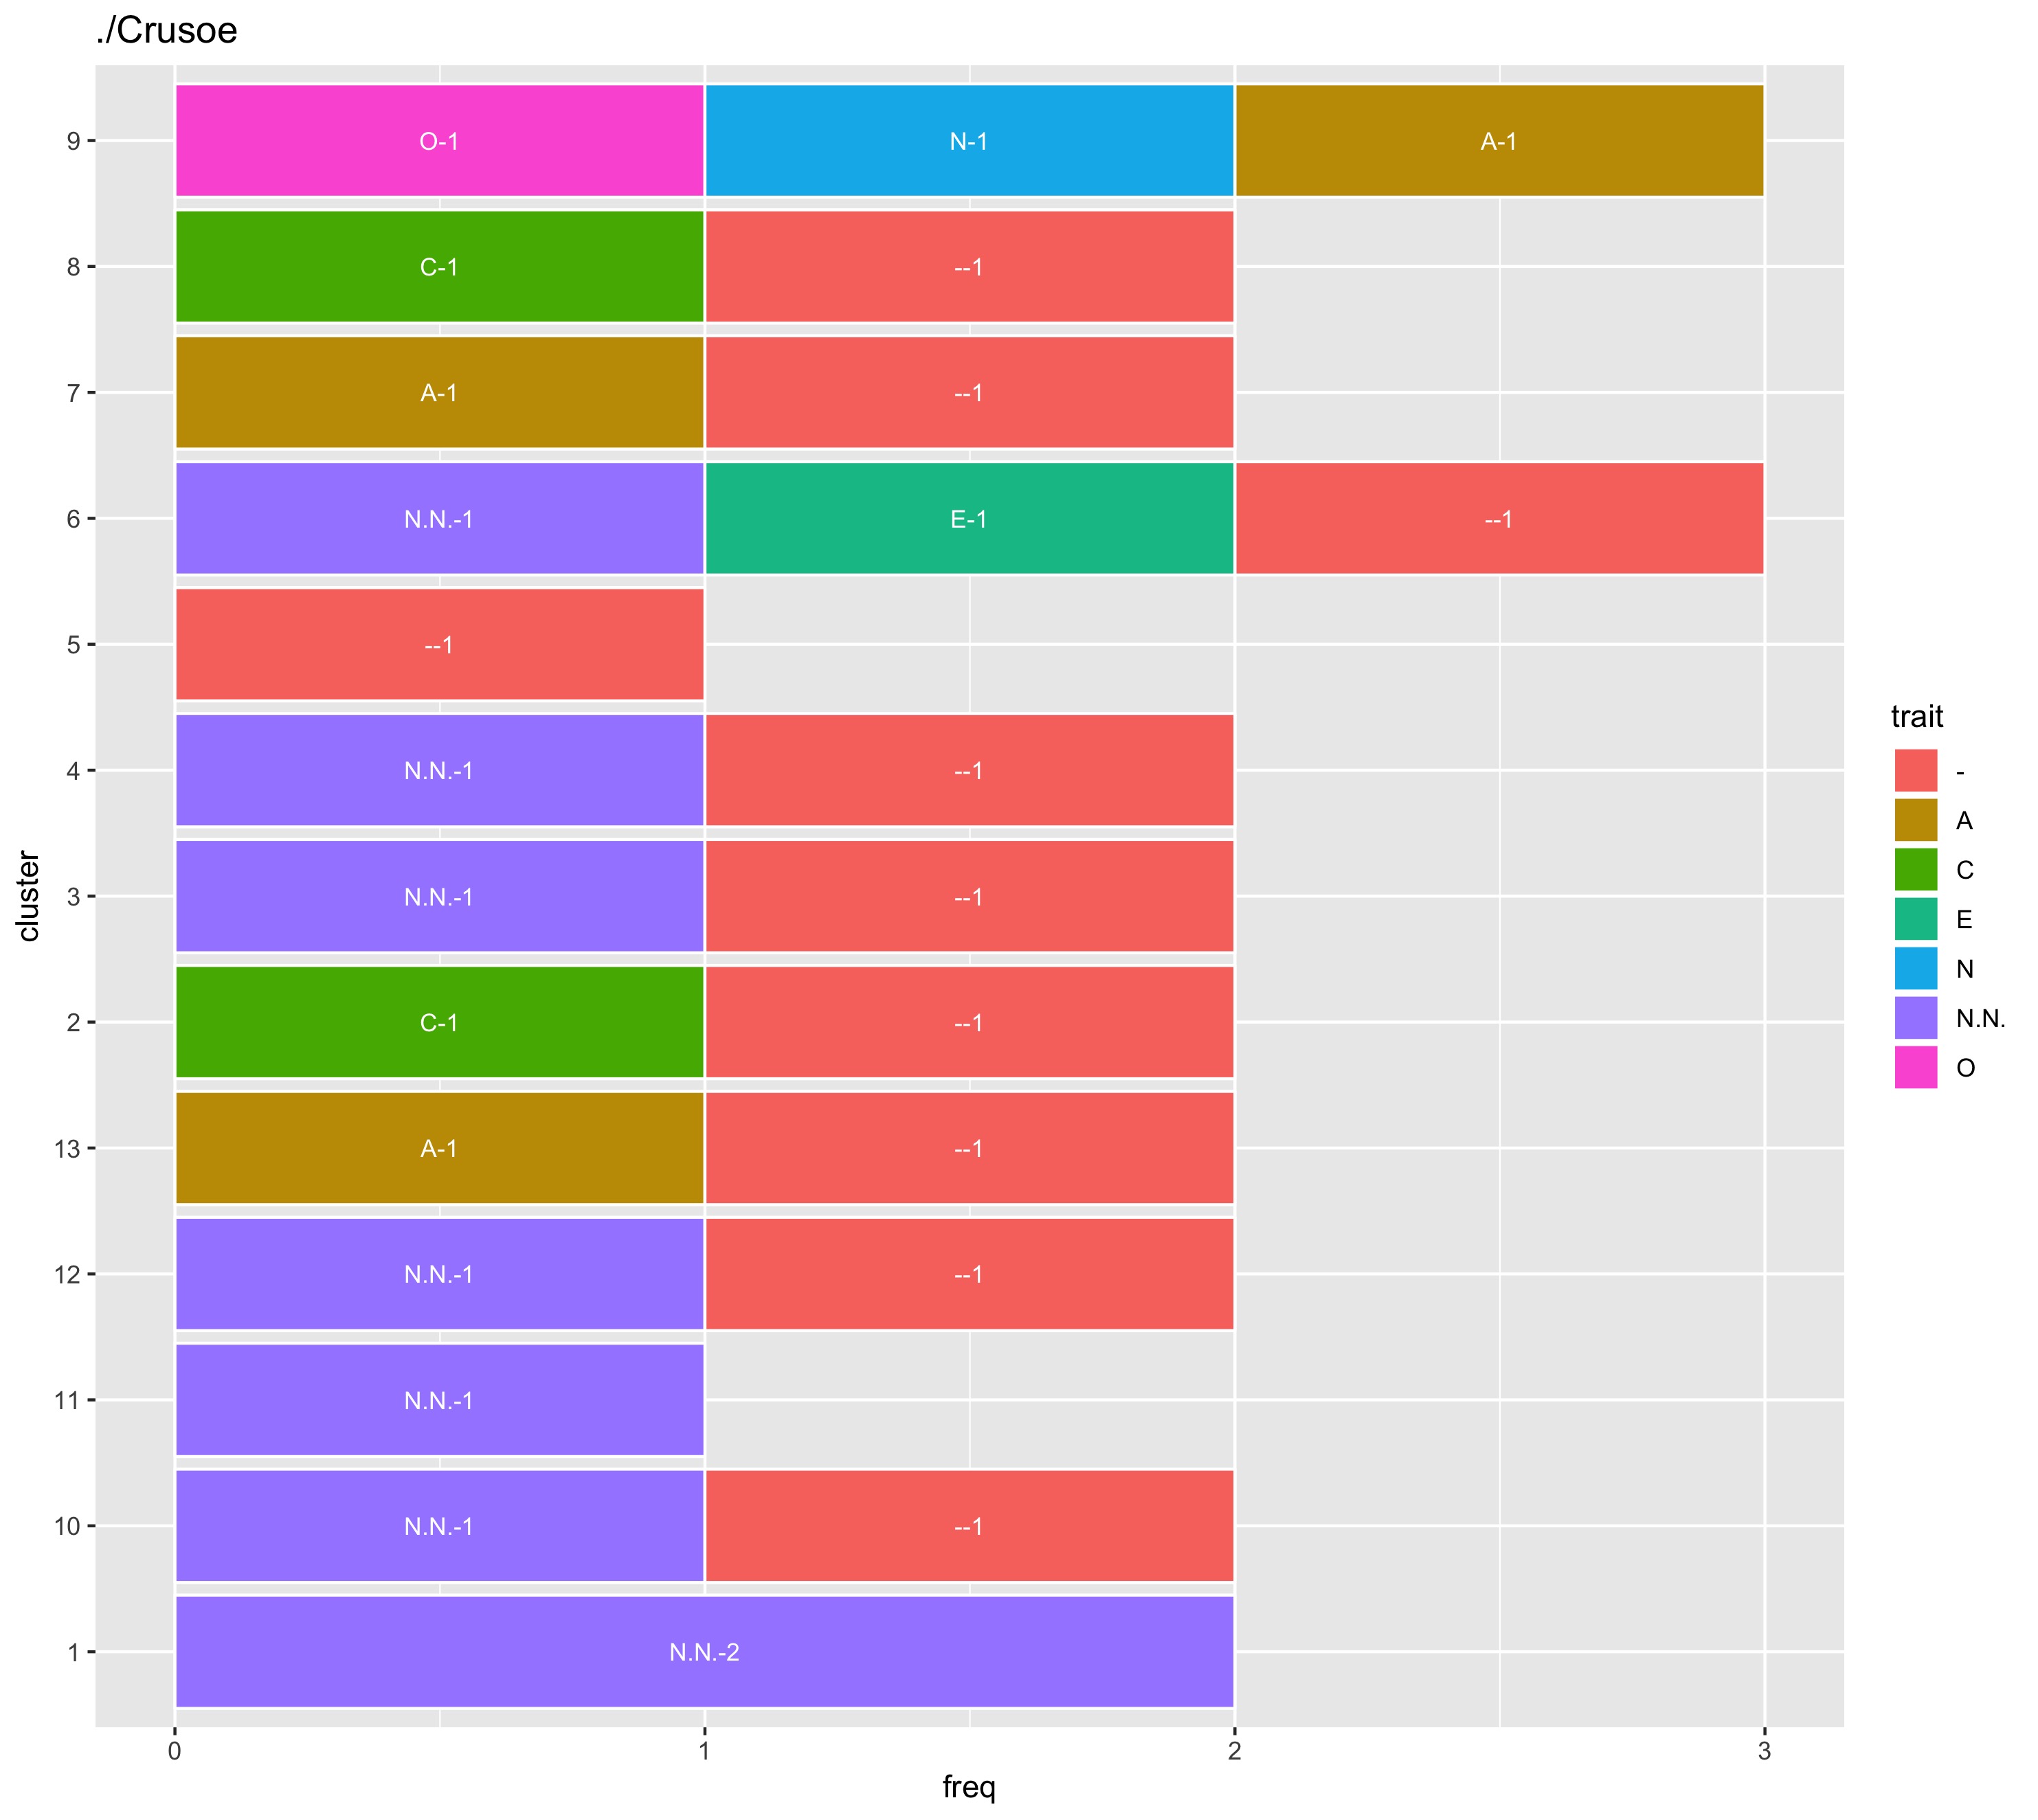 ./Crusoe
9 O-1 N-1 A-1
8 C-1 --1
7 A-1 --1
6 N.N.-1 E-1 --1
5 --1
4 N.N.-1 --1
3 N.N.-1 --1
2 C-1 --1
13 A-1 --1
12 N.N.-1 --1
11 N.N.-1
10 N.N.-1 --1
1 N.N.-2
0 1 2 3
freq
cluster
trait
-
A
C
E
N
N.N.
O